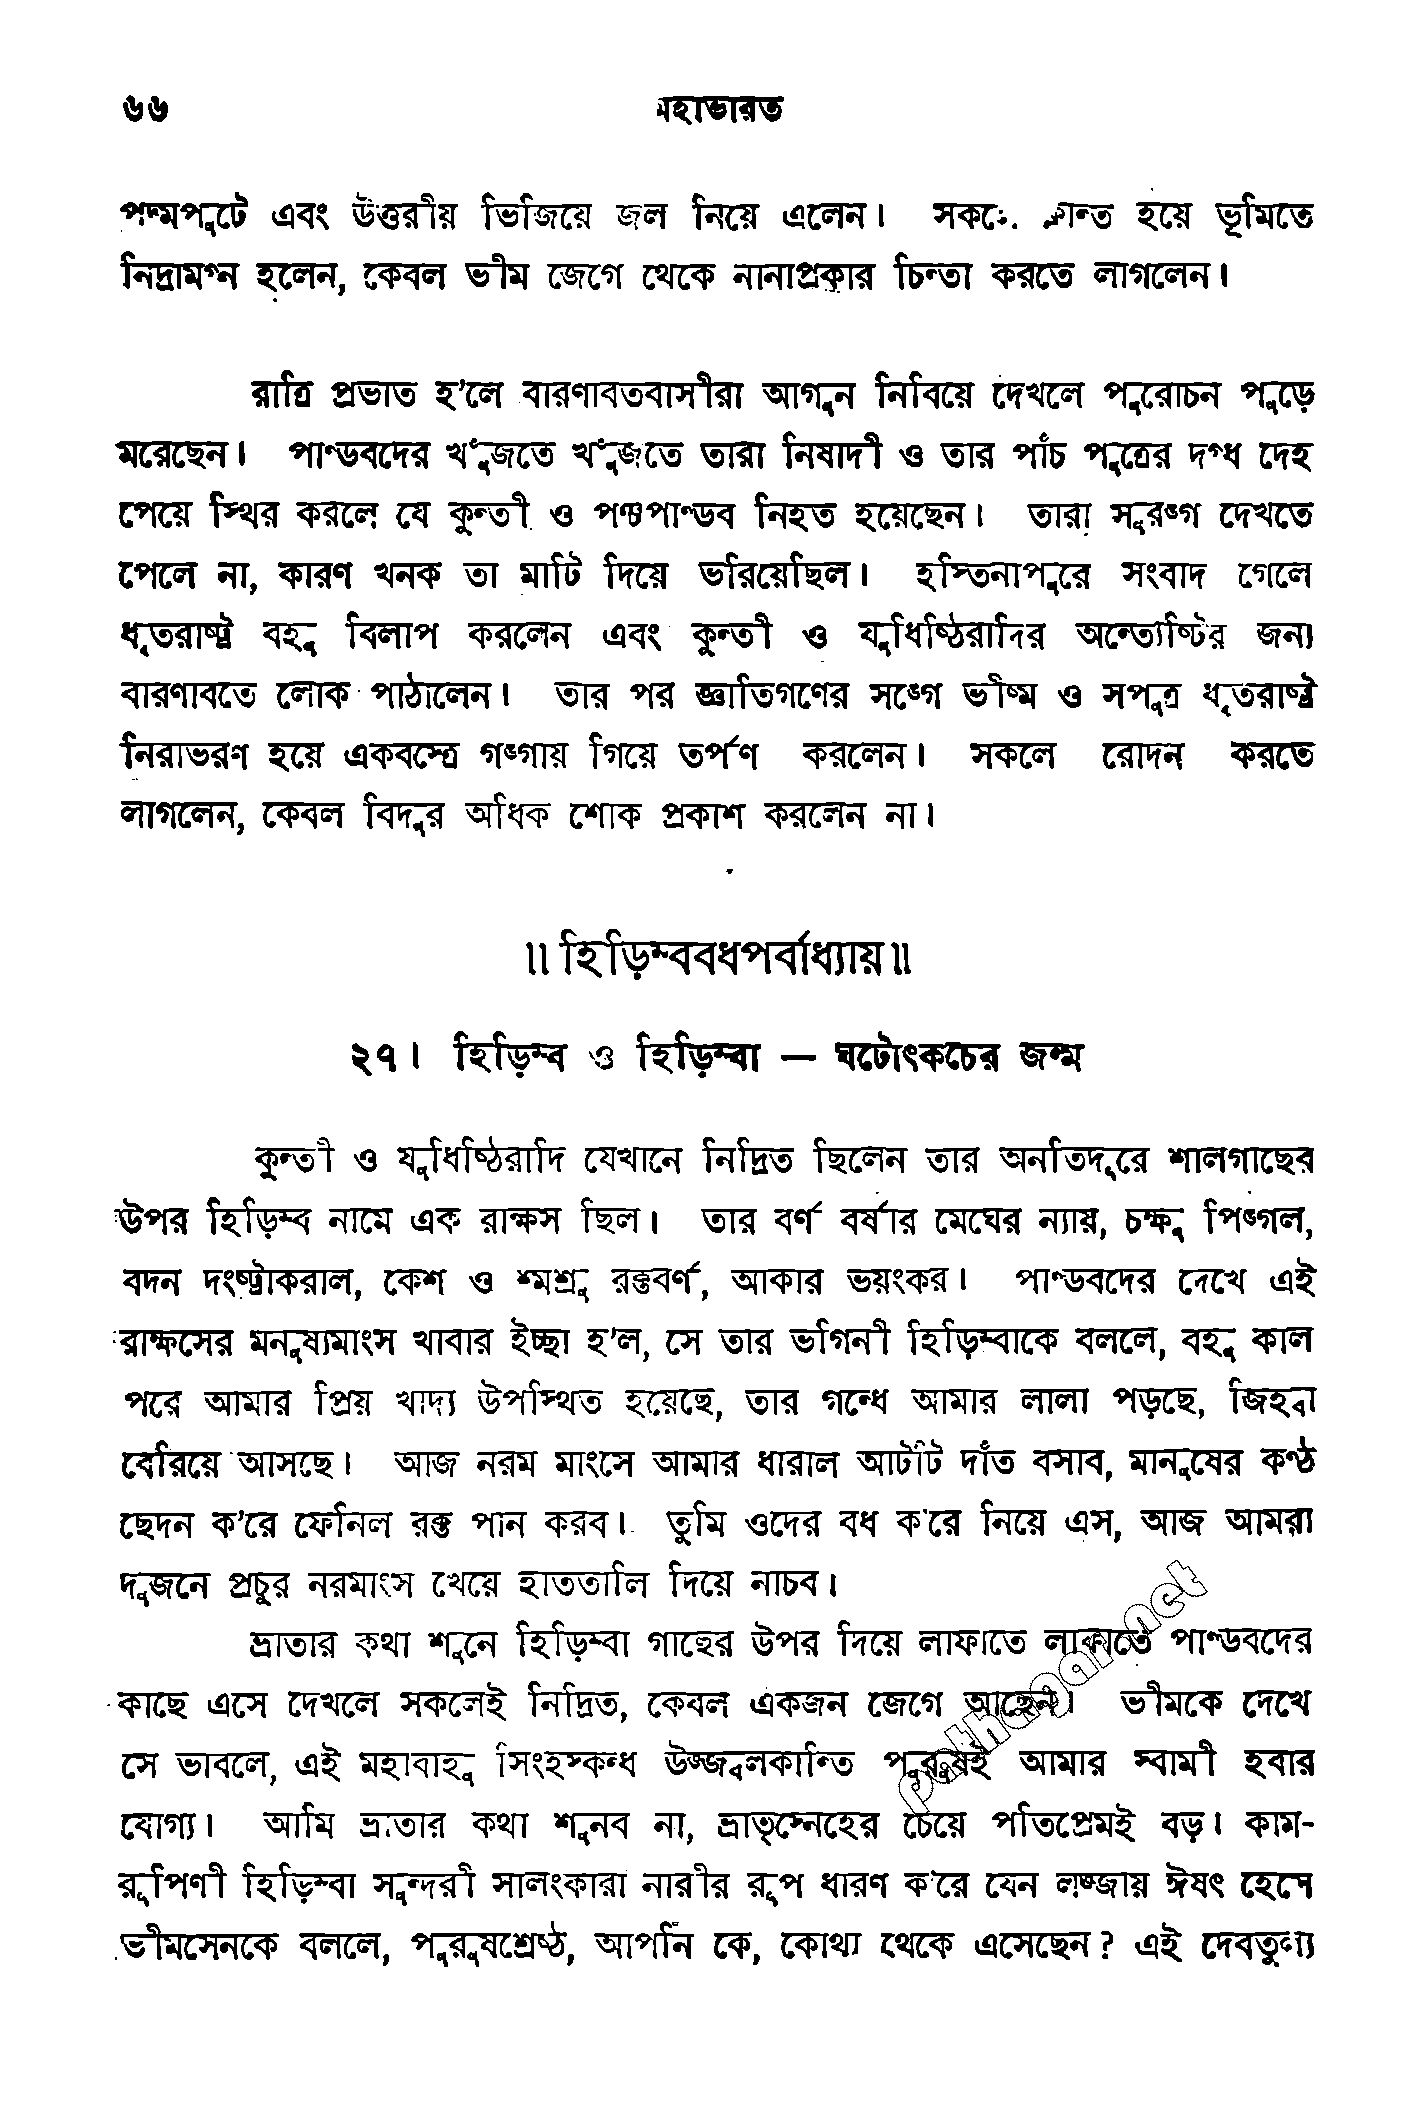 ৬৬ মহাভারত
পদ্মপুটে এবং উত্তরীয় ভিজিয়ে জল নিয়ে এলেন। ক্লান্ত হয়ে ভূমিতে
নিদ্রামগ্ন হলেন, কেবল ভীম জেগে থেকে নানাপ্রকার চিন্তা করতে লাগলেন।
রাত্রি প্রভাত হ'লে বারণাবতবাসীরা আগুন নিবিয়ে দেখলে পুরোচন পুড়ে
মরেছেন। পাণ্ডবদের খুঁজতে খুঁজতে তারা নিষাদী ও তার পাঁচ পুত্রের দগ্ধ দেহ
পেয়ে স্থির করলে যে কুন্তী ও পঞ্চপাণ্ডব নিহত হয়েছেন। তারা সুরঙ্গ দেখতে
পেলে না, কারণ খনক তা মাটি দিয়ে ভরিয়েছিল। হস্তিনাপুরে সংবাদ গেলে
ধৃতরাষ্ট্র বহু বিলাপ করলেন এবং কুন্তী ও যুধিষ্ঠিরাদির অন্ত্যেষ্টির জন্য
বারণাবতে লোক পাঠালেন। তার পর জ্ঞাতিগণের সঙ্গে ভীষ্ম ও সপুত্র ধৃতরাষ্ট্র
নিরাভরণ হয়ে একবস্ত্রে গঙ্গায় গিয়ে তর্পণ করলেন। সকলে রোদন করতে
লাগলেন, কেবল বিদুর অধিক শোক প্রকাশ করলেন না।
॥ হিড়িম্ববধপর্বাধ্যায় ॥
২৭। হিড়িম্ব ও হিড়িম্বা — ঘটোৎকচের জন্ম
কুন্তী ও যুধিষ্ঠিরাদি যেখানে নিদ্রিত ছিলেন তার অনতিদূরে শালগাছের
উপর হিড়িম্ব নামে এক রাক্ষস ছিল। তার বর্ণ বর্ষার মেঘের ন্যায়, চক্ষু পিঙ্গল,
বদন দংষ্ট্রাকরাল, কেশ ও শ্মশ্রু রক্তবর্ণ, আকার ভয়ংকর। পাণ্ডবদের দেখে এই
রাক্ষসের মনুষ্যমাংস খাবার ইচ্ছা হ'ল, সে তার ভগিনী হিড়িম্বাকে বললে, বহু কাল
পরে আমার প্রিয় খাদ্য উপস্থিত হয়েছে, তার গন্ধে আমার লালা পড়ছে, জিহ্বা
বেরিয়ে আসছে। আজ নরম মাংসে আমার ধারাল আটটি দাঁত বসাব, মানুষের কণ্ঠ
ছেদন ক'রে ফেনিল রক্ত পান করব। তুমি ওদের বধ ক'রে নিয়ে এস, আজ আমরা
দুজনে প্রচুর নরমাংস খেয়ে হাততালি দিয়ে নাচব।
ভ্রাতার কথা শুনে হিড়িম্বা গাছের উপর দিয়ে লাফাতে লাফাতে পাণ্ডবদের
কাছে এসে দেখলে সকলেই নিদ্রিত, কেবল একজন জেগে আছেন। ভীমকে দেখে
সে ভাবলে, এই মহাবাহু সিংহস্কন্ধ উজ্জ্বলকান্তি পুরুষই আমার স্বামী হবার
যোগ্য। আমি ভ্রাতার কথা শুনব না, ভ্রাতৃস্নেহের চেয়ে পতিপ্রেমই বড়। কাম-
রূপিণী হিড়িম্বা সুন্দরী সালংকারা নারীর রূপ ধারণ ক'রে যেন লজ্জায় ঈষৎ হেসে
ভীমসেনকে বললে, পুরুষশ্রেষ্ঠ, আপনি কে, কোথা থেকে এসেছেন? এই দেবতুল্য
pathagar.net